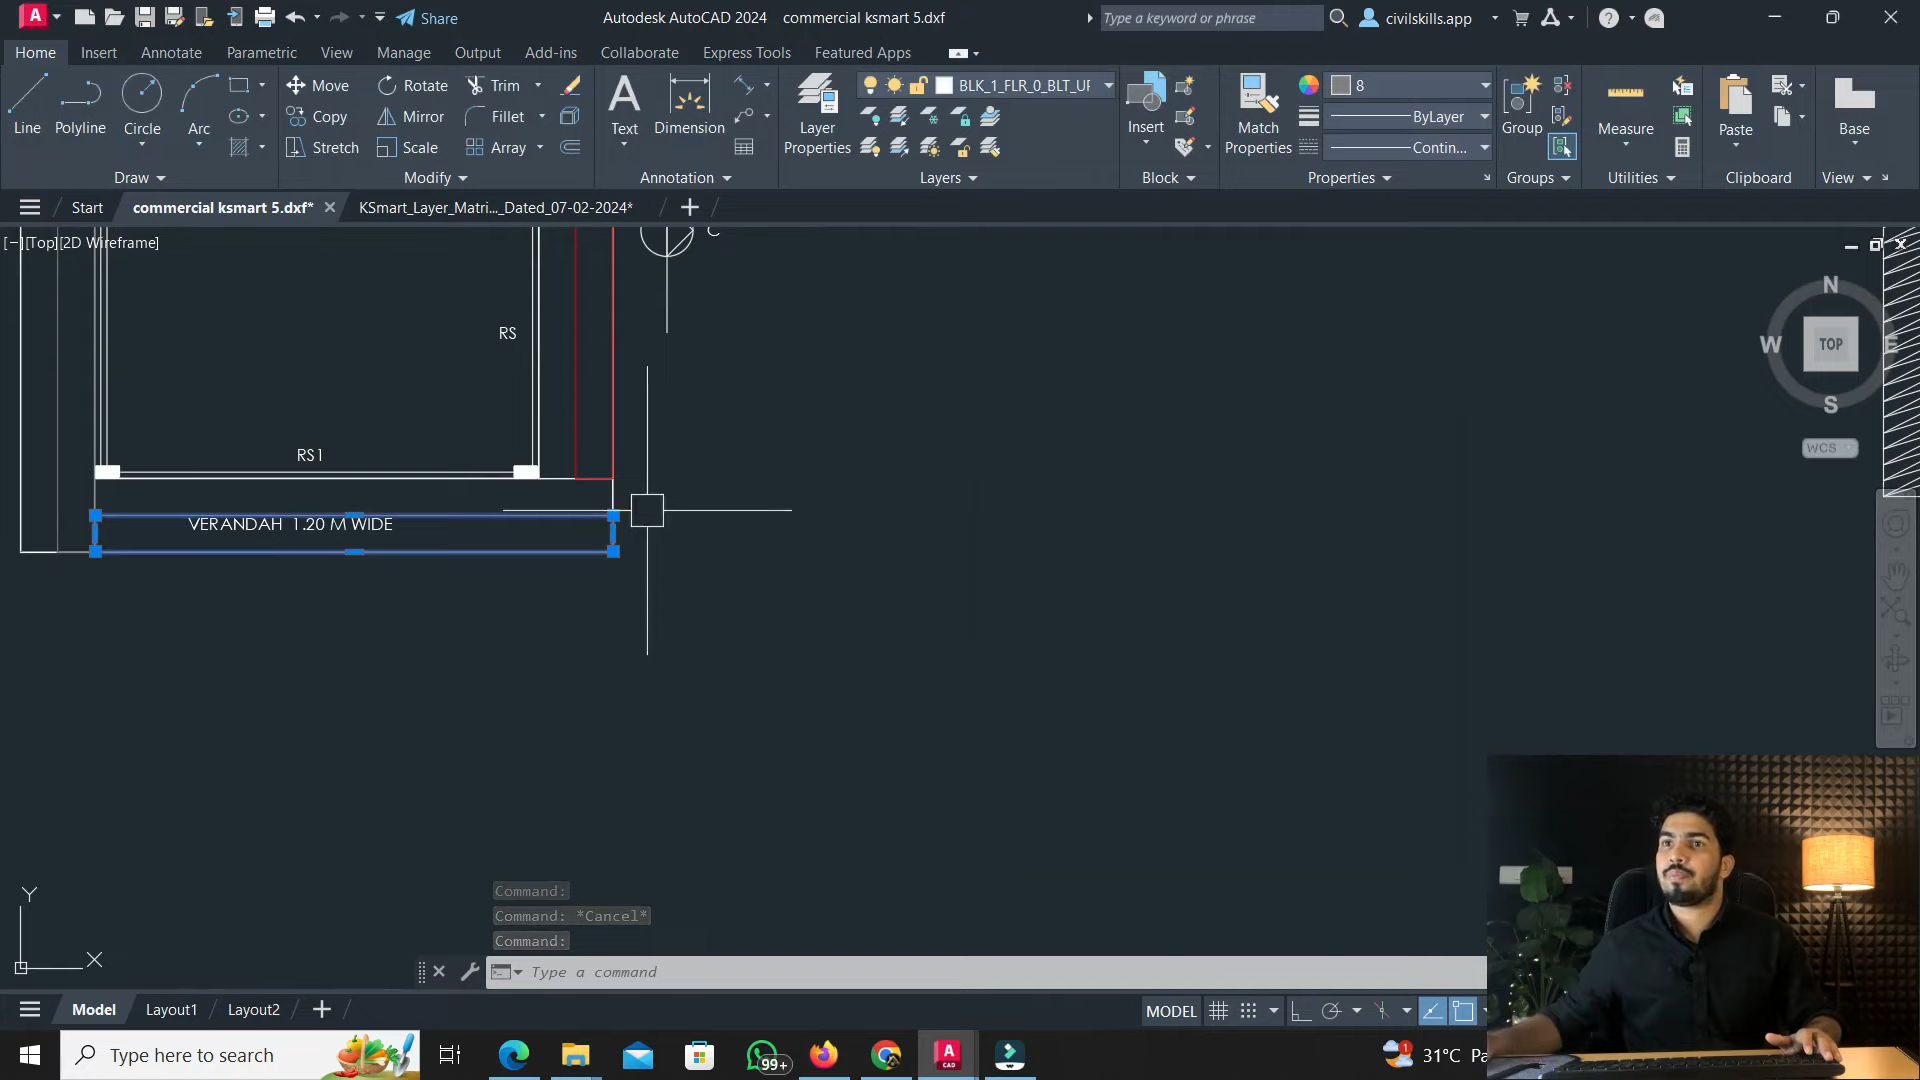 Share
Autodesk AutoCAD 2024 commercial ksmart 5.dxf
Type a keyword or phrase
civilskills.app
Home Insert Annotate Parametric View Manage Output Add-ins Collaborate Express Tools Featured Apps
Line Polyline Circle Arc
Move Rotate Trim
Copy Mirror Fillet
Stretch Scale Array
Text Dimension
Layer Properties
BLK_1_FLR_0_BLT_UP
Insert
Match Properties
8
ByLayer
Contin...
Group
Measure
Paste
Base
Draw Modify Annotation Layers Block Properties Groups Utilities Clipboard View
Start commercial ksmart 5.dxf* KSmart_Layer_Matri..._Dated_07-02-2024*
[−][Top][2D Wireframe]
C
N
W TOP E
S
WCS
RS
RS1
VERANDAH 1.20 M WIDE
Y
X
Command:
Command: *Cancel*
Command:
Type a command
Model Layout1 Layout2
MODEL
Type here to search
99+
A
CAD
1
31°C Pa